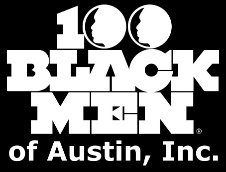 100
BLACK
MEN
of Austin, Inc.